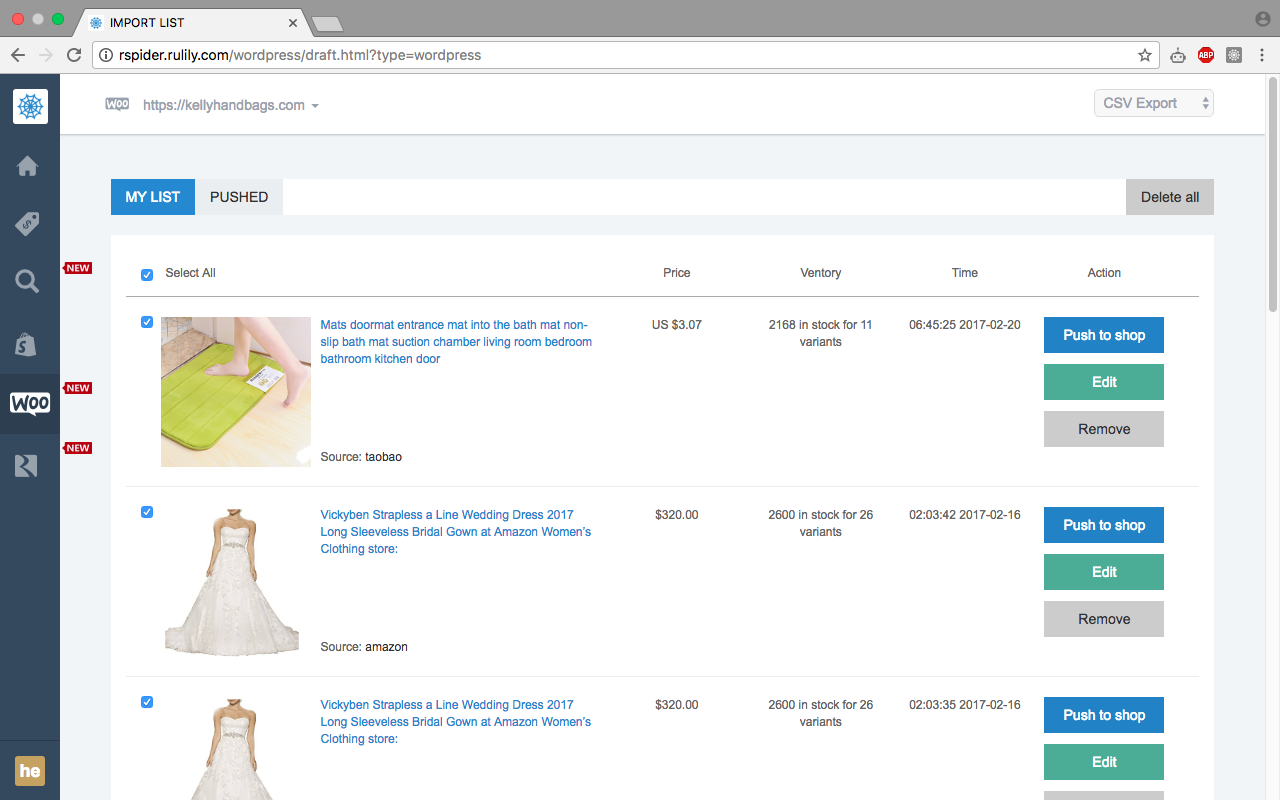 IMPORT LIST
rspider.rulily.com/wordpress/draft.html?type=wordpress
ABP
WOO https://kellyhandbags.com
CSV Export
MY LIST PUSHED Delete all
NEW
S
WOO
NEW
NEW
he
Select All Price Ventory Time Action
Mats doormat entrance mat into the bath mat non-
slip bath mat suction chamber living room bedroom
bathroom kitchen door
Source: taobao
US $3.07
2168 in stock for 11
variants
06:45:25 2017-02-20
Push to shop
Edit
Remove
Vickyben Strapless a Line Wedding Dress 2017
Long Sleeveless Bridal Gown at Amazon Women's
Clothing store:
Source: amazon
$320.00
2600 in stock for 26
variants
02:03:42 2017-02-16
Push to shop
Edit
Remove
Vickyben Strapless a Line Wedding Dress 2017
Long Sleeveless Bridal Gown at Amazon Women's
Clothing store:
$320.00
2600 in stock for 26
variants
02:03:35 2017-02-16
Push to shop
Edit